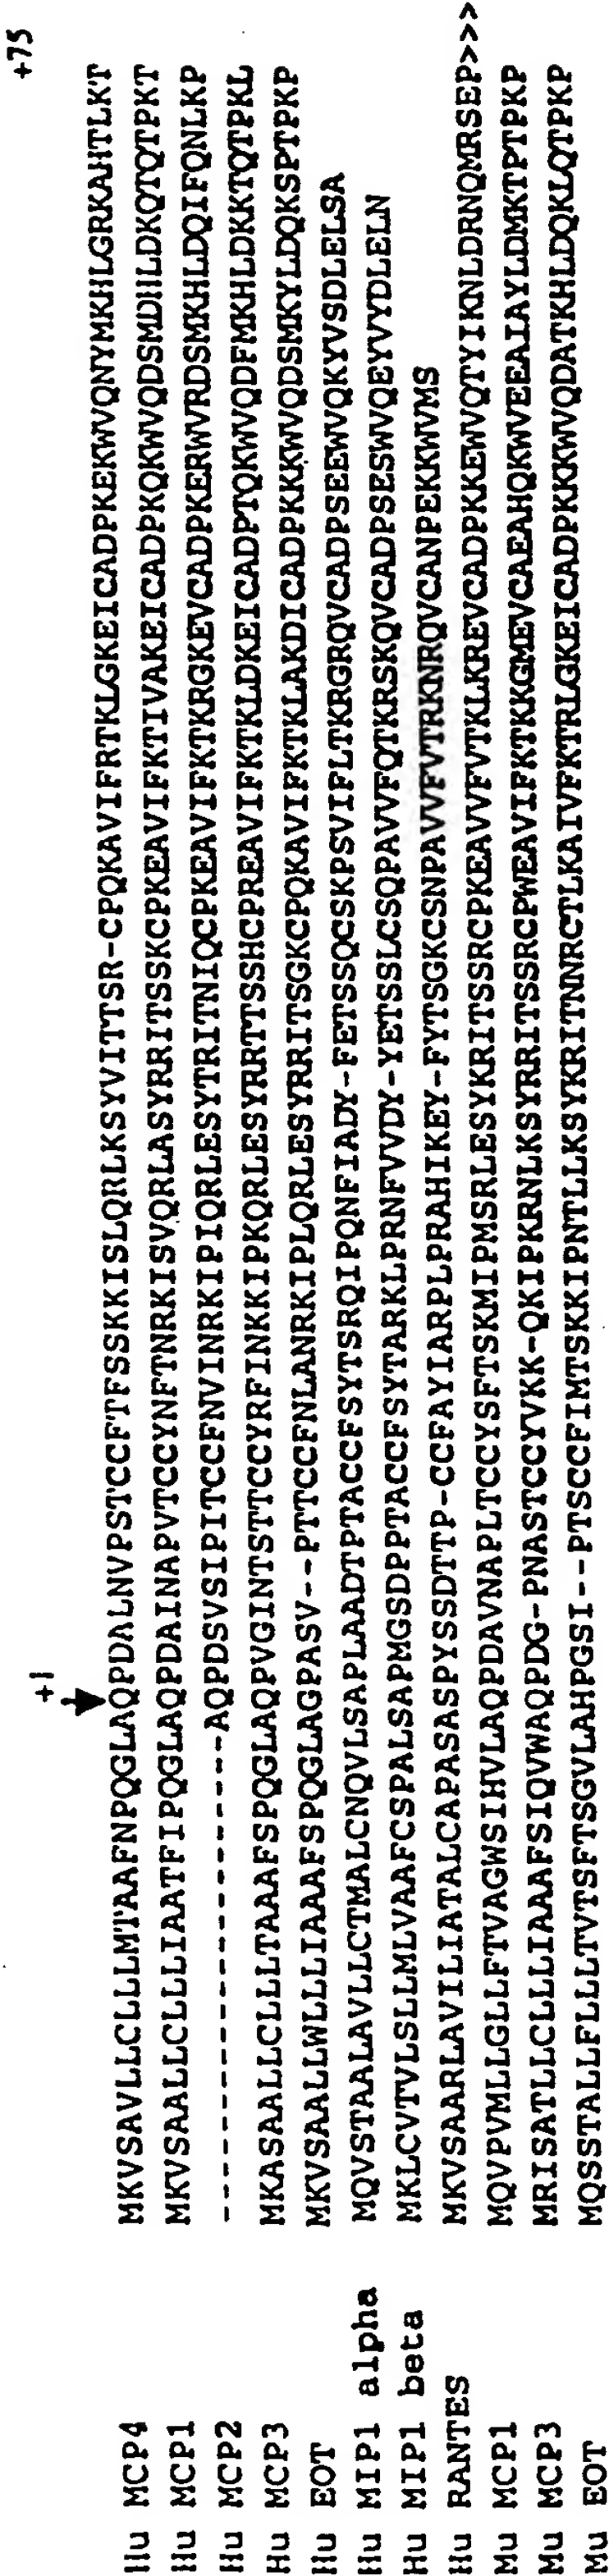 +1 +75
Hu MCP4 MKVSAVLLCLLLMTAAFNPQGLAQPDALNVPSTCCFTFSSKKISLQRLKSYVITTSR-CPQKAVIFRTKLGKEICADPKEKWVQNYMKHLGRKAHTLKT
Hu MCP1 MKVSAALLCLLLIAATFIPQGLAQPDAINAPVTCCYNFTNRKISVQRLASYRRITSSKCPKEAVIFKTIVAKEICADPKQKWVQDSMDHLDKQTQTPKT
Hu MCP2 -----------------------AQPDSVSIPITCCFNVINRKIPIQRLESYTRITNIQCPKEAVIFKTKRGKEVCADPKERWVRDSMKHLDQIFQNLKP
Hu MCP3 MKASAALLCLLLTAAAFSPQGLAQPVGINTSTTCCYRFINKKIPKQRLESYRRTTSSHCPREAVIFKTKLDKEICADPTQKWVQDFMKHLDKKTQTPKL
Hu EOT MKVSAALLWLLLIAAAFSPQGLAGPASV--PTTCCFNLANRKIPLQRLESYRRITSGKCPQKAVIFKTKLAKDICADPKKKWVQDSMKYLDQKSPTPKP
Hu MIP1 alpha MQVSTAALAVLLCTMALCNQVLSAPLAADTPTACCFSYTSRQIPQNFIADY-FETSSQCSKPSVIFLTKRGRQVCADPSEEWVQKYVSDLELSA
Hu MIP1 beta MKLCVTVLSLLMLVAAFCSPALSAPMGSDPPTACCFSYTARKLPRNFVVDY-YETSSLCSQPAVVFQTKRSKQVCADPSESWVQEYVYDLELN
Hu RANTES MKVSAARLAVILIATALCAPASASPYSSDTTP-CCFAYIARPLPRAHIKEY-FYTSGKCSNPAVVFVTRKNRQVCANPEKKWVMS
Mu MCP1 MQVPVMLLGLLFTVAGWSIHVLAQPDAVNAPLTCCYSFTSKMIPMSRLESYKRITSSRCPKEAVVFVTKLKREVCADPKKEWVQTYIKNLDRNQMRSEP>>>
Mu MCP3 MRISATLLCLLLIAAAFSIQVWAQPDG-PNASTCCYVKK-QKIPKRNLKSYRRITSSRCPWEAVIFKTKKGMEVCAEAHQKWVEEAIAYLDMKTPTPKP
Mu EOT MQSSTALLFLLLTVTSFTSGVLAHPGSI--PTSCCFIMTSKKIPNTLLKSYKRITNNRCTLKAIVFKTRLGKEICADPKKKWVQDATKHLDQKLQTPKP